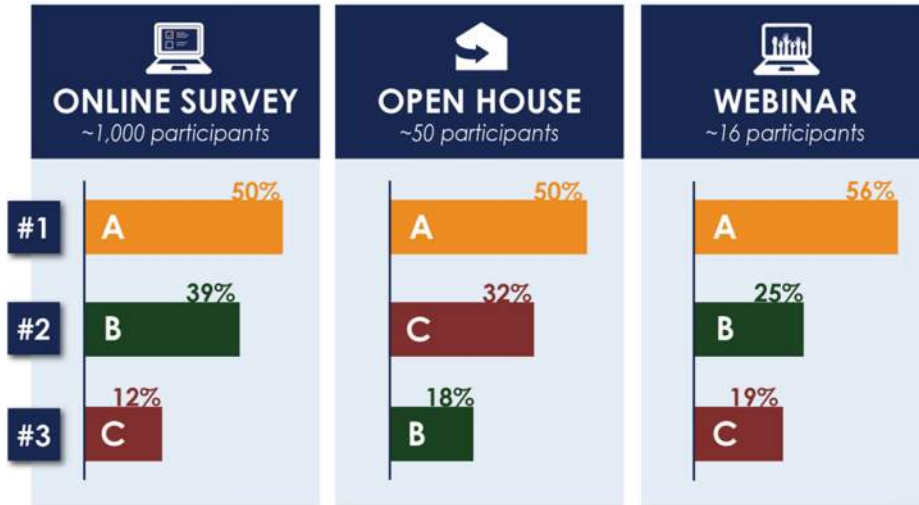 ONLINE SURVEY
~1,000 participants
OPEN HOUSE
~50 participants
WEBINAR
~16 participants
#1
50%
A
50%
A
56%
A
#2
39%
B
32%
C
25%
B
#3
12%
C
18%
B
19%
C